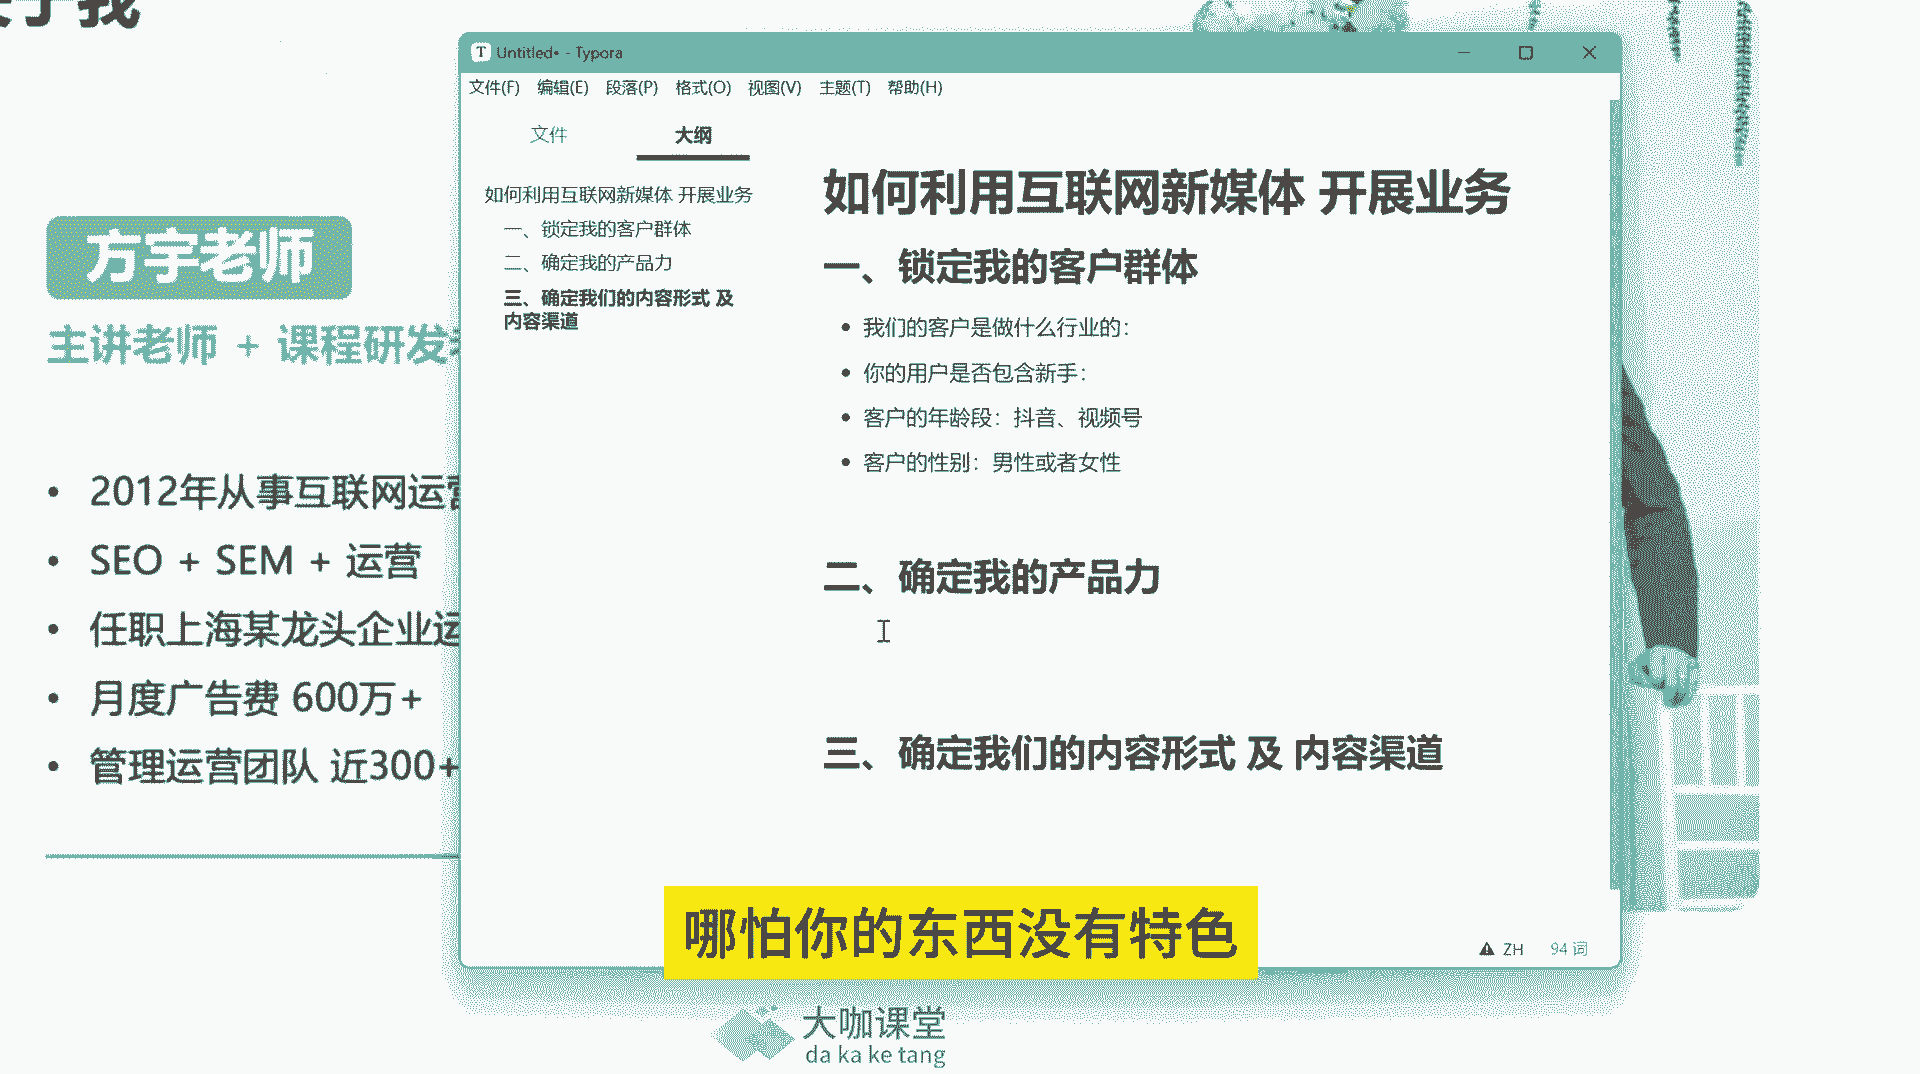 于我
方宇老师
主讲老师 + 课程研发
2012年从事互联网运营
SEO + SEM + 运营
任职上海某龙头企业运
月度广告费 600万+
管理运营团队 近300+
Untitled• - Typora
文件(F) 编辑(E) 段落(P) 格式(O) 视图(V) 主题(T) 帮助(H)
文件 大纲
如何利用互联网新媒体 开展业务
一、锁定我的客户群体
二、确定我的产品力
三、确定我们的内容形式 及
内容渠道
如何利用互联网新媒体 开展业务
一、锁定我的客户群体
我们的客户是做什么行业的：
你的用户是否包含新手：
客户的年龄段：抖音、视频号
客户的性别：男性或者女性
二、确定我的产品力
三、确定我们的内容形式 及 内容渠道
哪怕你的东西没有特色
ZH 94 词
大咖课堂
da ka ke tang